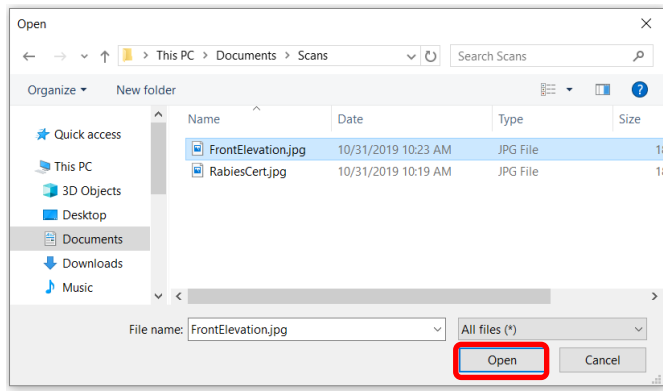 Open
This PC > Documents > Scans
Search Scans
Organize
New folder
Name Date Type Size
Quick access
This PC
3D Objects
Desktop
Documents
Downloads
Music
FrontElevation.jpg 10/31/2019 10:23 AM JPG File
RabiesCert.jpg 10/31/2019 10:19 AM JPG File
File name: FrontElevation.jpg All files (*)
Open Cancel